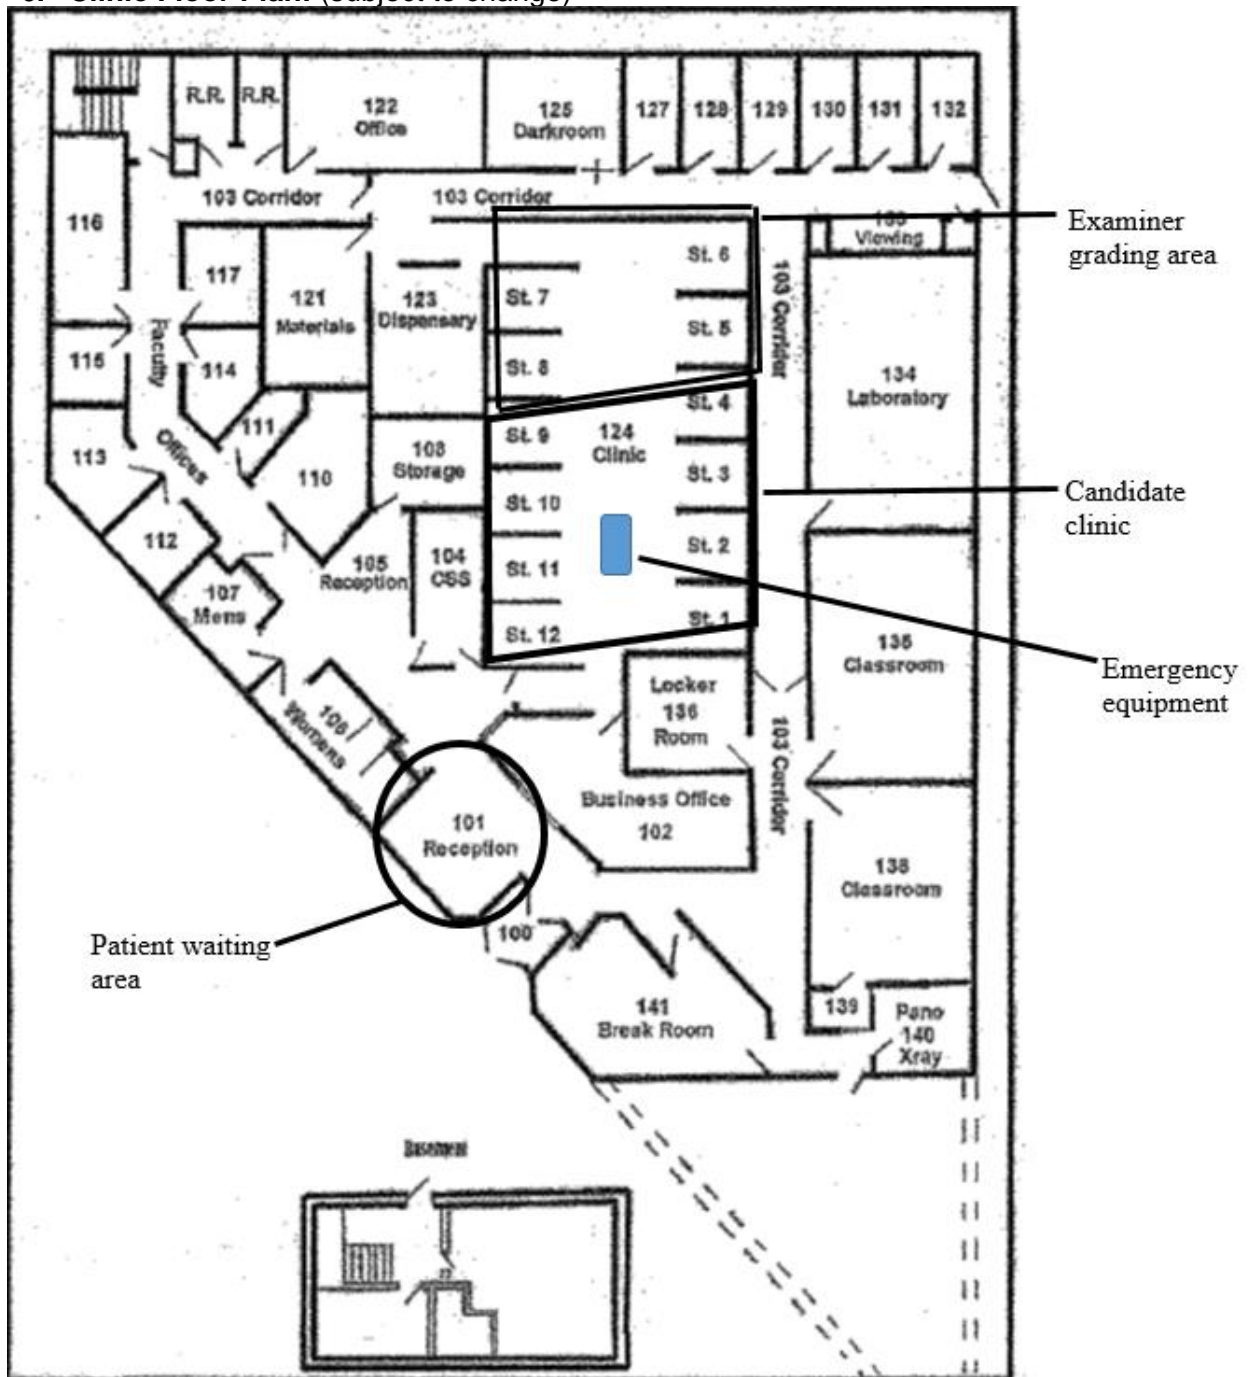 Clinic Floor Plan: (subject to change)
R.R.
R.R.
122
Office
125
Darkroom
127
128
129
130
131
132
103 Corridor
103 Corridor
Examiner
grading area
116
Viewing
St. 6
117
121
Materials
123
Dispensary
St. 7
St. 5
103 Corridor
115
Faculty
114
St. 8
134
Laboratory
St. 4
111
Offices
St. 9
124
Clinic
113
110
Storage
St. 3
Candidate
clinic
St. 10
112
105
Reception
104
CSS
St. 2
St. 11
107
Mens
St. 1
St. 12
Classroom
Emergency
equipment
Locker
136
Room
Womens
103 Corridor
Business Office
102
101
Reception
138
Classroom
Patient waiting
area
100
141
Break Room
139
Pano
140
Xray
Basement